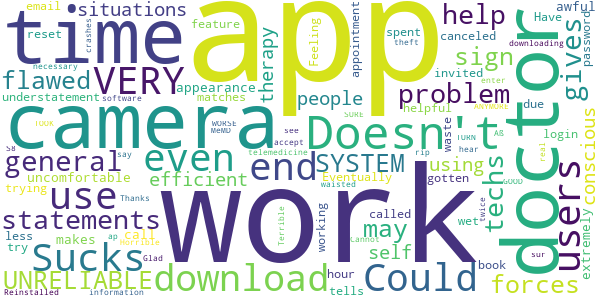 email situations
reset feature
crashes
time app
appointment spent
Feeling theft
canceled
help
awful
Have password
downloading
necessary
flawed VERY therapy
understatement appearance invited
software matches people problem
sign
gives
doctor
camera Doesn't
TOOK WORSE
MeMD
SURE
helpful ANYMORE
due waste
login
users conscious
general even end SYSTEM
uncomfortable
S8 say telemedicine see accept rip TURN hear
Eventually using enter
trying efficient
gotten
techs
real
GOOD
use work
statements
Thanks
waisted
Cannot
called may wet
self
less call
Horrible
Terrible
working
twice
extremely
try makes ap
Sucks
Glad
hour
tells
book
sur
UNRELIABLE download Could forces
Reinstalled information